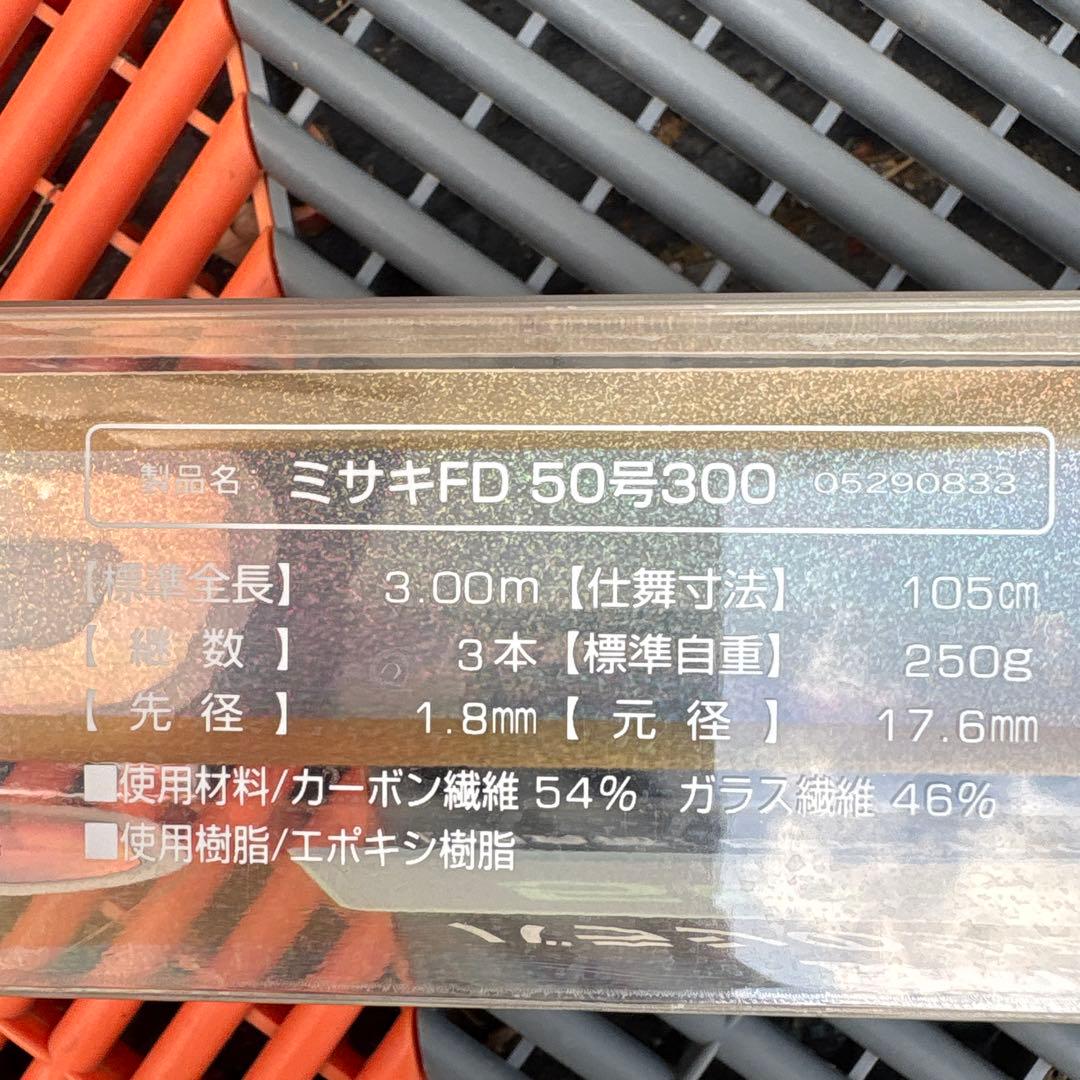 製品名 ミサキFD 50号300 05290833
【標準全長】 3.00m 【仕舞寸法】 105cm
【継数】 3本 【標準自重】 250g
【先径】 1.8mm 【元径】 17.6mm
■使用材料/カーボン繊維 54% ガラス繊維 46%
■使用樹脂/エポキシ樹脂